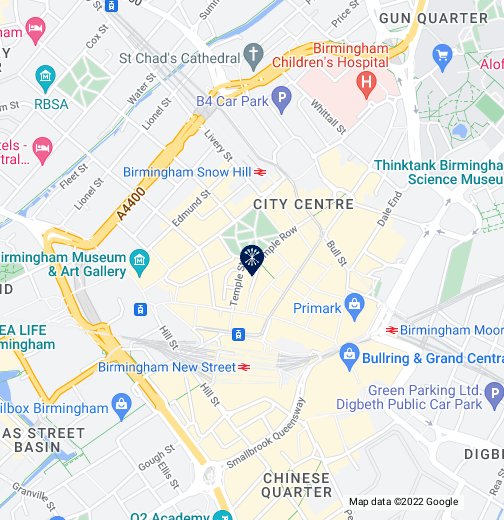 GUN QUARTER
Price St
Cox St
St Chad's Cathedral
Birmingham
Children's Hospital
Alof
Water St
RBSA
B4 Car Park
Whittall St
Lionel St
Livery St
tels -
ntral...
Fleet St
Lionel St
Birmingham Snow Hill
Thinktank Birmingham
Science Museu
A4400
Edmund St
CITY CENTRE
Dale End
Temple Row
Bull St
irmingham Museum
& Art Gallery
Temple St
Primark
Hill St
EA LIFE
mingham
Birmingham Moor
Birmingham New Street
Bullring & Grand Centra
Hill St
Green Parking Ltd.
Digbeth Public Car Park
ilbox Birmingham
Smallbrook Queensway
AS STREET
BASIN
DIGB
Gough St
Ellis St
CHINESE
QUARTER
Granville St
Rea S
O2 Academy
Map data ©2022 Google